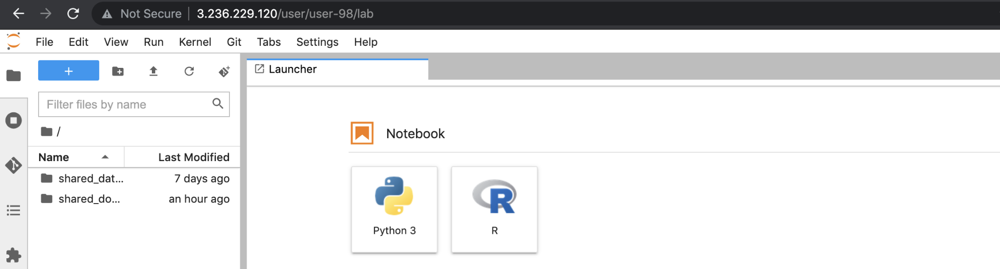 Not Secure 3.236.229.120/user/user-98/lab
File Edit View Run Kernel Git Tabs Settings Help
+
Launcher
Filter files by name
/
Notebook
Name Last Modified
shared_dat... 7 days ago
shared_do... an hour ago
Python 3 R